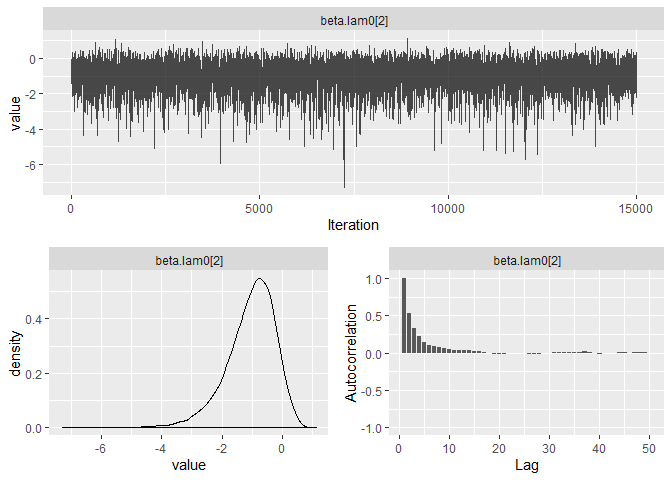 beta.lam0[2]
value
0
-2
-4
-6
0
5000
10000
15000
Iteration
beta.lam0[2]
density
0.4
0.2
0.0
-6
-4
-2
0
value
beta.lam0[2]
Autocorrelation
1.0
0.5
0.0
-0.5
-1.0
0
10
20
30
40
50
Lag